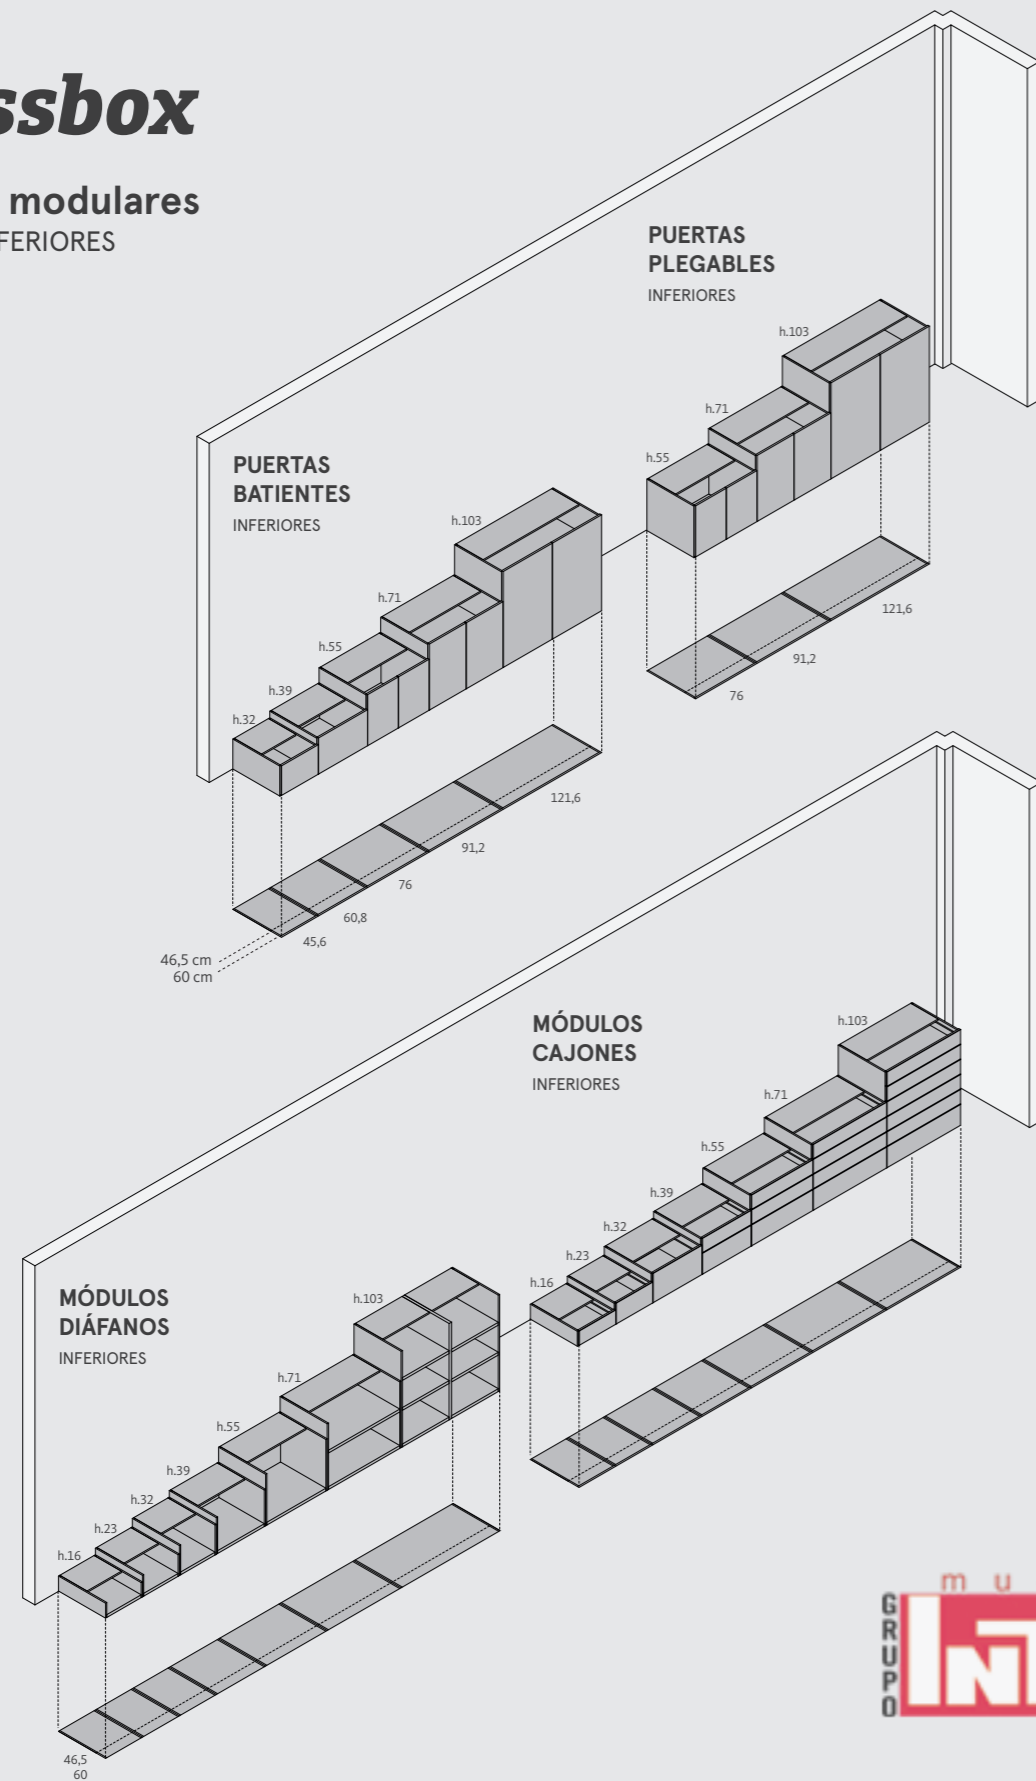 ssbox
modulares
FERIORES
PUERTAS
PLEGABLES
INFERIORES
h.103
h.71
h.55
121,6
91,2
76
PUERTAS
BATIENTES
INFERIORES
h.103
h.71
h.55
h.39
h.32
121,6
91,2
76
60,8
45,6
46,5 cm
60 cm
MÓDULOS
CAJONES
INFERIORES
h.103
h.71
h.55
h.39
h.32
h.23
h.16
MÓDULOS
DIÁFANOS
INFERIORES
h.103
h.71
h.55
h.39
h.32
h.23
h.16
46,5
60
m u
GRUPO
INT